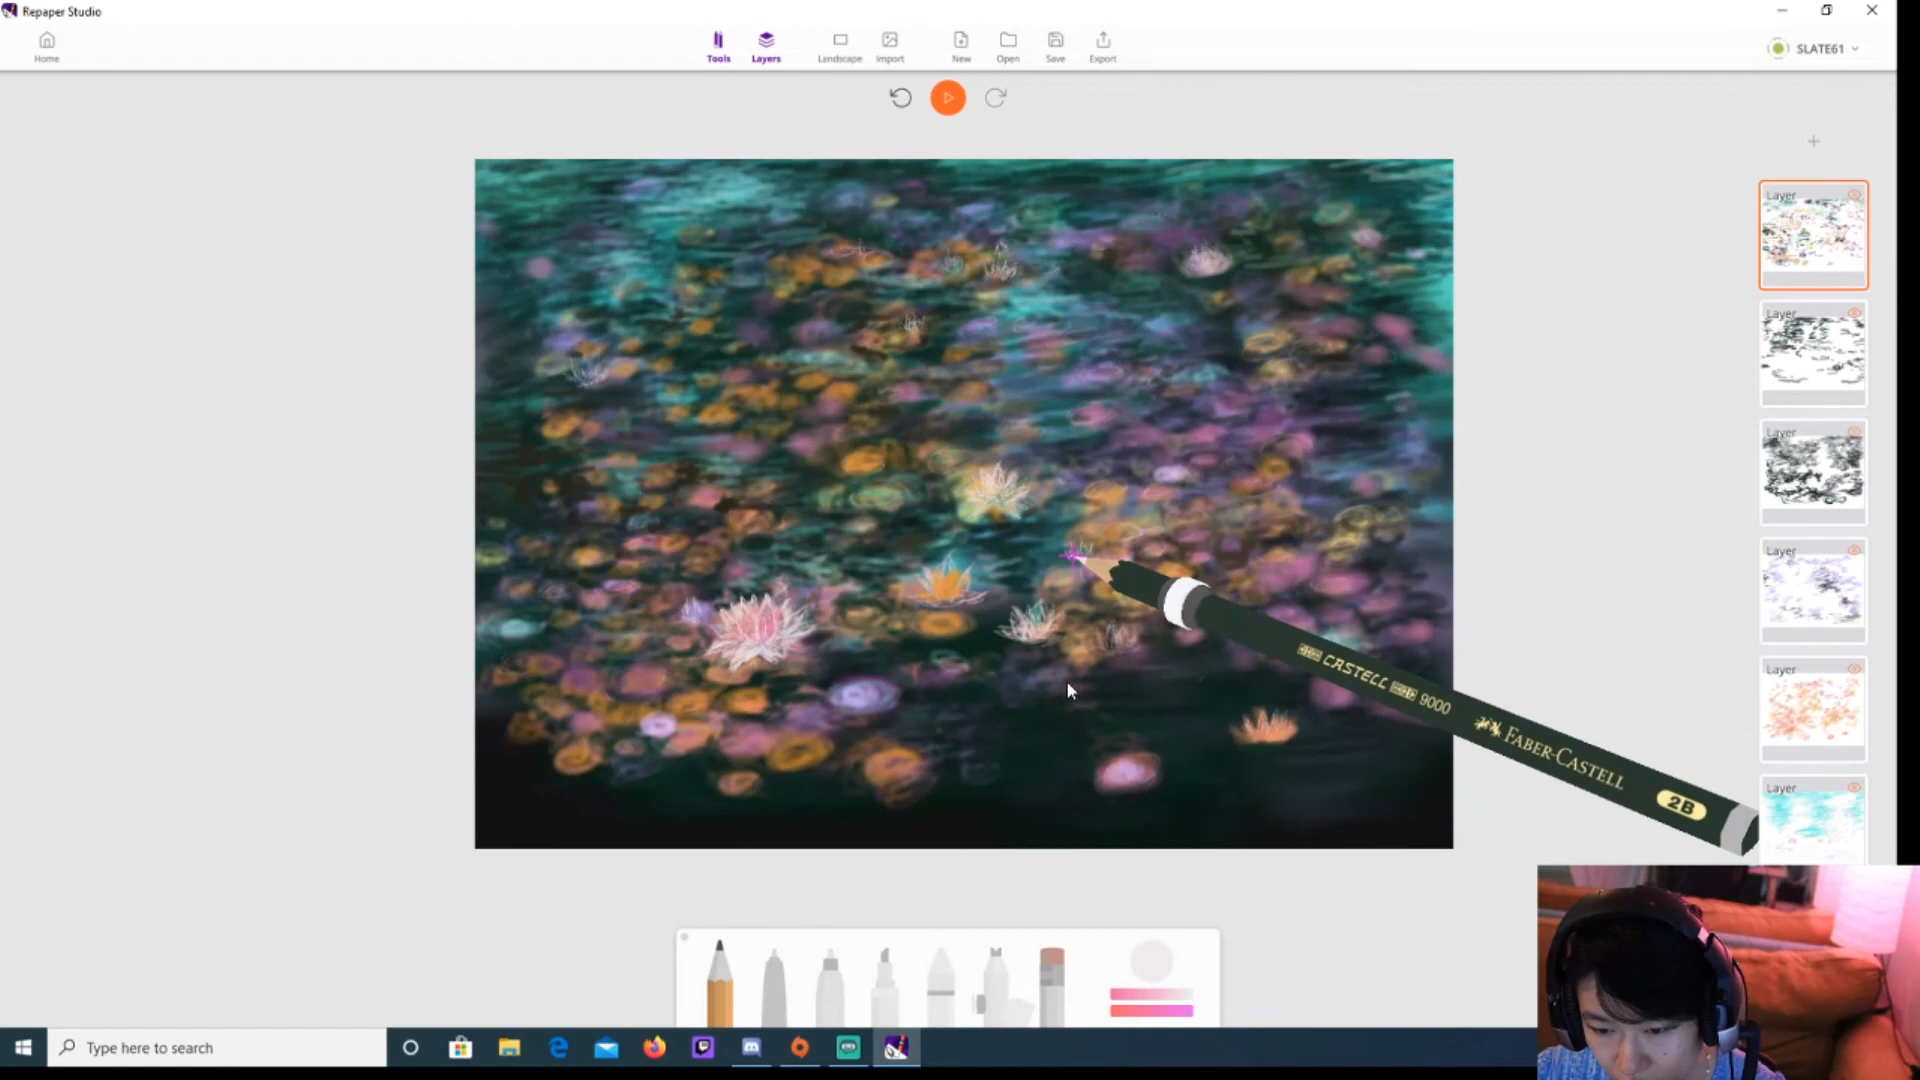 Repaper Studio
Home
Tools
Layers
Landscape
Import
New
Open
Save
Export
SLATE61
Layer
Layer
Layer
Layer
Layer
Layer
CASTELL 9000
FABER-CASTELL
2B
Type here to search